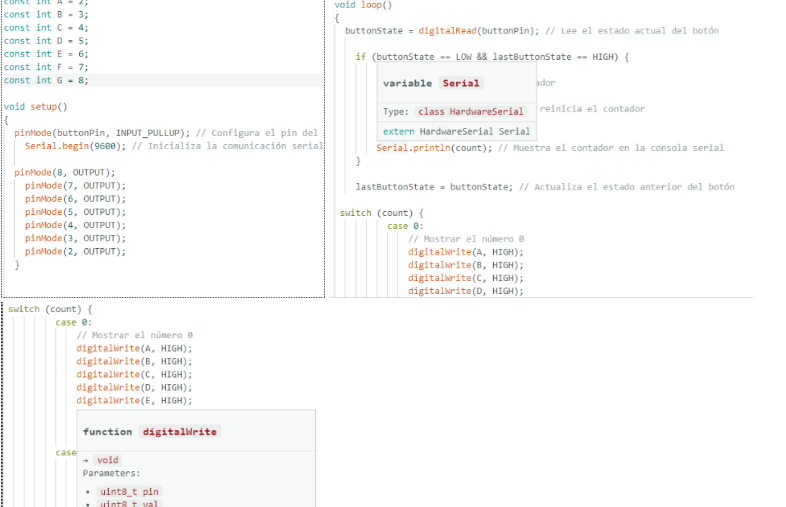 const int A = 2;
const int B = 3;
const int C = 4;
const int D = 5;
const int E = 6;
const int F = 7;
const int G = 8;
void setup()
{
pinMode(buttonPin, INPUT_PULLUP); // Configura el pin del
Serial.begin(9600); // Inicializa la comunicación serial
pinMode(8, OUTPUT);
pinMode(7, OUTPUT);
pinMode(6, OUTPUT);
pinMode(5, OUTPUT);
pinMode(4, OUTPUT);
pinMode(3, OUTPUT);
pinMode(2, OUTPUT);
}
void loop()
{
buttonState = digitalRead(buttonPin); // Lee el estado actual del botón
if (buttonState == LOW && lastButtonState == HIGH) {
variable Serial
ador
Type: class HardwareSerial
reinicia el contador
extern HardwareSerial Serial
Serial.println(count); // Muestra el contador en la consola serial
}
lastButtonState = buttonState; // Actualiza el estado anterior del botón
switch (count) {
case 0:
// Mostrar el número 0
digitalWrite(A, HIGH);
digitalWrite(B, HIGH);
digitalWrite(C, HIGH);
digitalWrite(D, HIGH);
switch (count) {
case 0:
// Mostrar el número 0
digitalWrite(A, HIGH);
digitalWrite(B, HIGH);
digitalWrite(C, HIGH);
digitalWrite(D, HIGH);
digitalWrite(E, HIGH);
function digitalWrite
case
→ void
Parameters:
• uint8_t pin
• uint8_t val